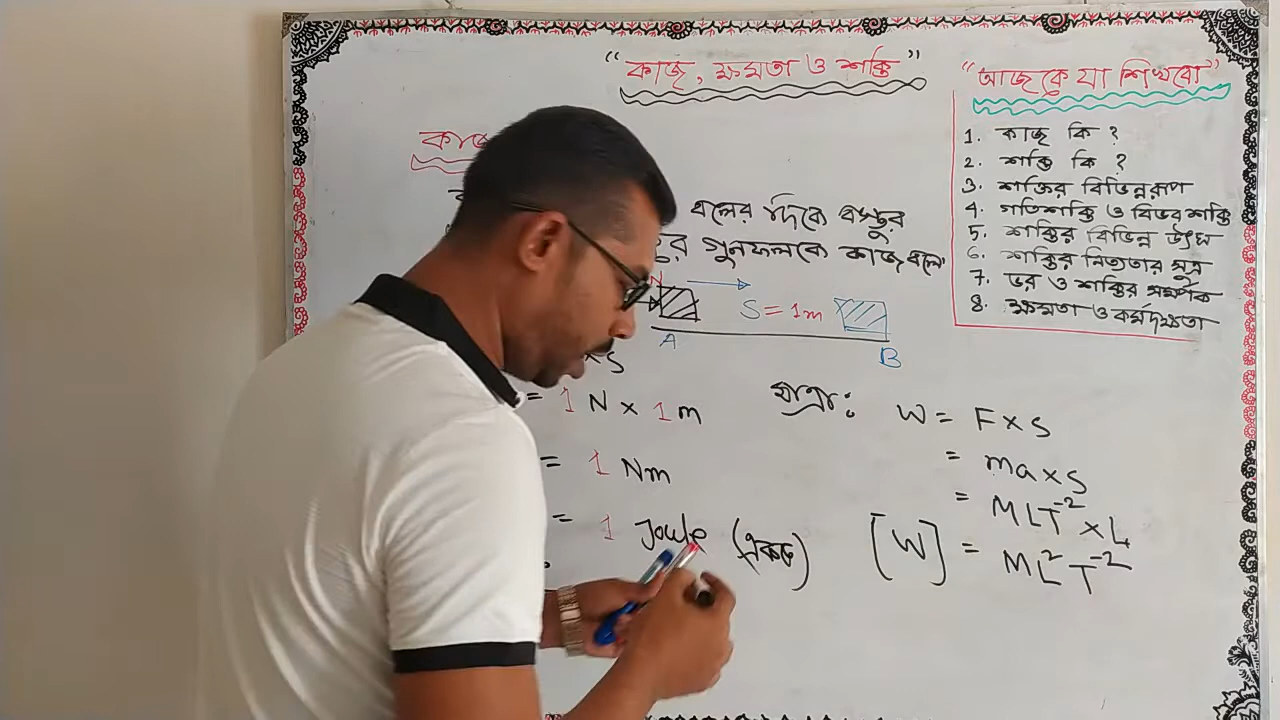 “কাজ, ক্ষমতা ও শক্তি”
কাজ
বলের দিকে বস্তুর
গুনফলকে কাজ বলে।
S = 1m
A
B
× S
= 1 N × 1 m
= 1 Nm
= 1 Joule (একক)
মাত্রা:
W = F × S
= ma × S
= MLT⁻² × L
[W] = ML² T⁻²
“আজকে যা শিখবো”
1. কাজ কি ?
2. শক্তি কি ?
3. শক্তির বিভিন্নরূপ
4. গতিশক্তি ও বিভব শক্তি
5. শক্তির বিভিন্ন উৎস
6. শক্তির নিত্যতার সূত্র
7. ভর ও শক্তির সম্পর্ক
8. ক্ষমতা ও কর্মদক্ষতা